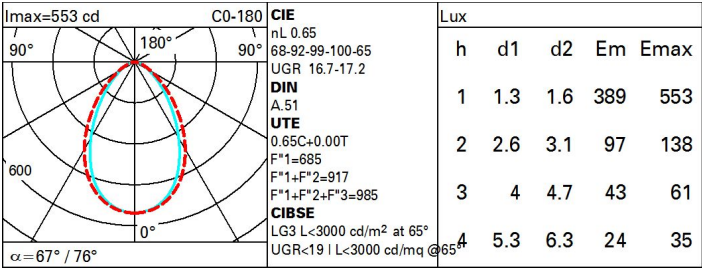 Imax=553 cd C0-180
90° 180° 90°
600
0°
α=67° / 76°
CIE
nL 0.65
68-92-99-100-65
UGR 16.7-17.2
DIN
A.51
UTE
0.65C+0.00T
F"1=685
F"1+F"2=917
F"1+F"2+F"3=985
CIBSE
LG3 L<3000 cd/m² at 65°
UGR<19 | L<3000 cd/mq @65°
Lux
h d1 d2 Em Emax
1 1.3 1.6 389 553
2 2.6 3.1 97 138
3 4 4.7 43 61
4 5.3 6.3 24 35